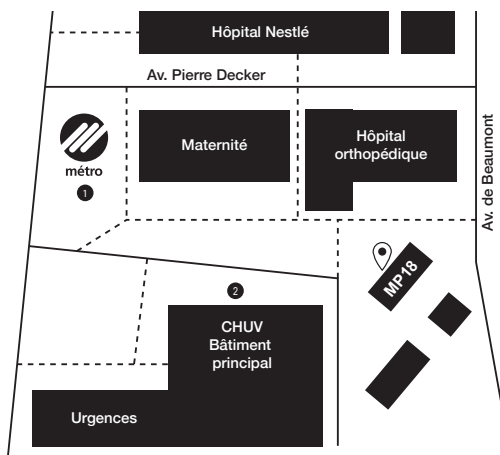 Hôpital Nestlé
Av. Pierre Decker
Maternité
Hôpital
orthopédique
métro
1
Av. de Beaumont
MP18
2
CHUV
Bâtiment
principal
Urgences